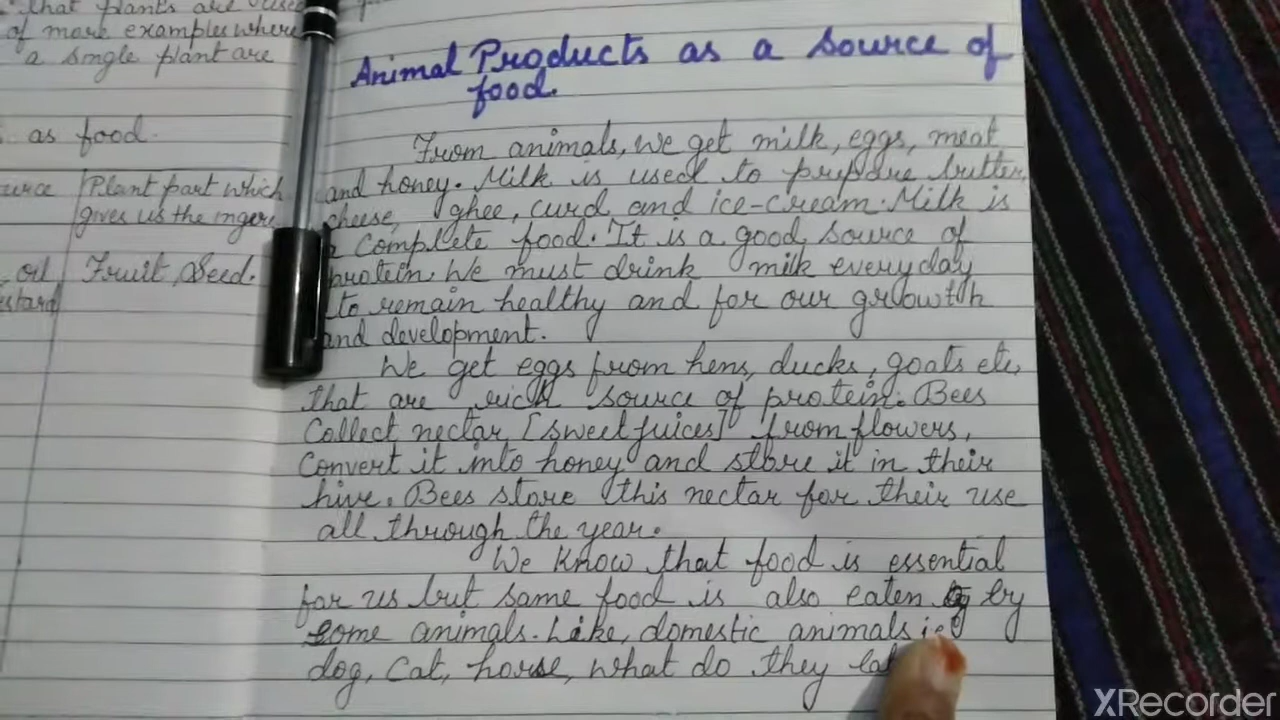 that plants are used
of more examples where
a single plant are
as food.
Plant part which
gives us the
oil Fruit, Seed.
Animal Products as a source of
food.
From animals, we get milk, eggs, meat
and honey. Milk is used to prepare butter,
cheese, ghee, curd and ice-cream. Milk is
a complete food. It is a good source of
protein. We must drink milk everyday
to remain healthy and for our growth
and development.
We get eggs from hens, ducks, goats etc,
that are rich source of protein. Bees
Collect nectar [sweet juices] from flowers,
Convert it into honey and store it in their
hive. Bees store this nectar for their use
all through the year.
We know that food is essential
for us but same food is also eaten by
some animals. Like, domestic animals i.e
dog, Cat, horse, what do they
XRecorder